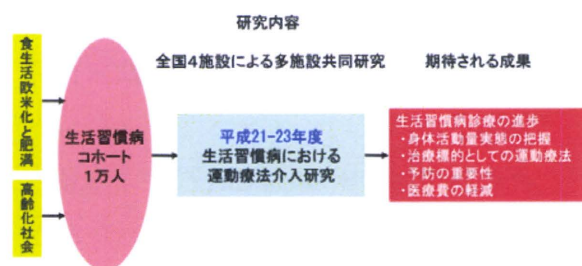 研究内容
全国4施設による多施設共同研究
期待される成果
食生活欧米化と肥満
高齢化社会
生活習慣病
コホート
1万人
平成21-23年度
生活習慣病における
運動療法介入研究
生活習慣病診療の進歩
・身体活動量実態の把握
・治療標的としての運動療法
・予防の重要性
・医療費の軽減